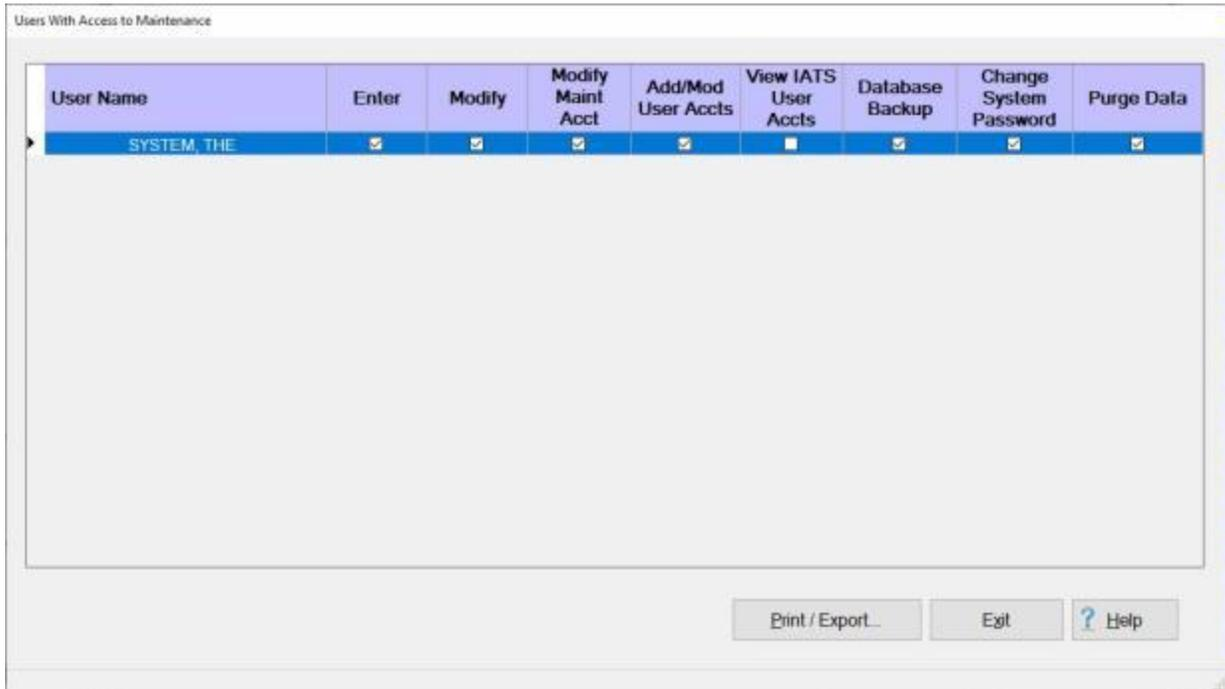 Users With Access to Maintenance
User Name
Enter
Modify
Modify
Maint
Acct
Add/Mod
User Accts
View IATS
User
Accts
Database
Backup
Change
System
Password
Purge Data
SYSTEM, THE
Print / Export...
Exit
? Help